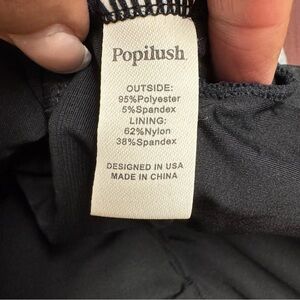 Popilush
OUTSIDE:
95%Polyester
5%Spandex
LINING:
62%Nylon
38%Spandex
DESIGNED IN USA
MADE IN CHINA